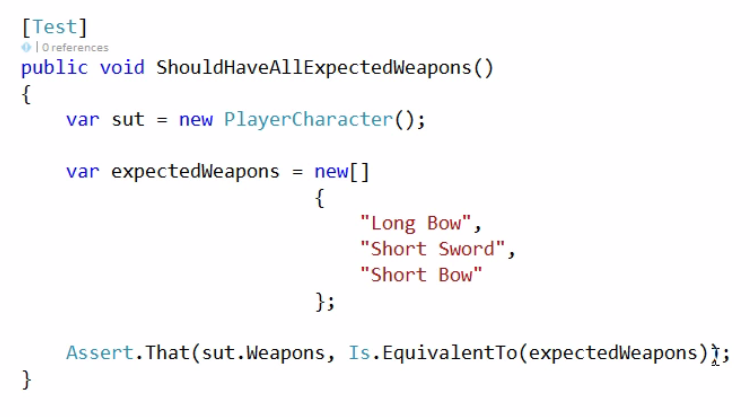 [Test]
| 0 references
public void ShouldHaveAllExpectedWeapons()
{
    var sut = new PlayerCharacter();
    var expectedWeapons = new[]
                          {
                              "Long Bow",
                              "Short Sword",
                              "Short Bow"
                          };
    Assert.That(sut.Weapons, Is.EquivalentTo(expectedWeapons));
}